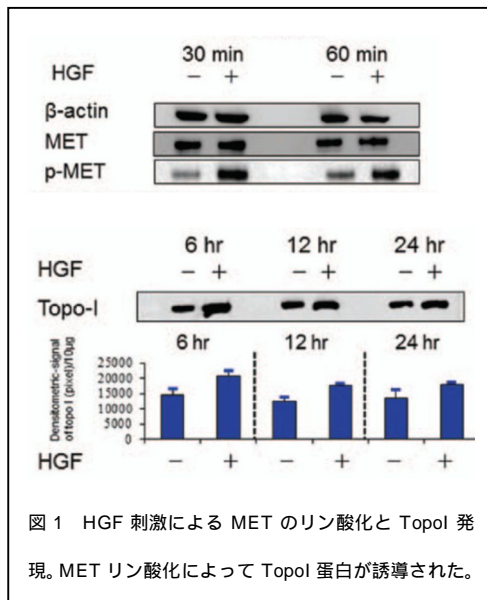 30 min 60 min
HGF − + − +
β-actin
MET
p-MET
6 hr 12 hr 24 hr
HGF − + − + − +
Topo-I
6 hr 12 hr 24 hr
Densitometric-signal
of topo I (pixel)/10μg
25000
20000
15000
10000
5000
0
HGF − + − + − +
図 1 HGF 刺激による MET のリン酸化と TopoI 発
現。MET リン酸化によって TopoI 蛋白が誘導された。